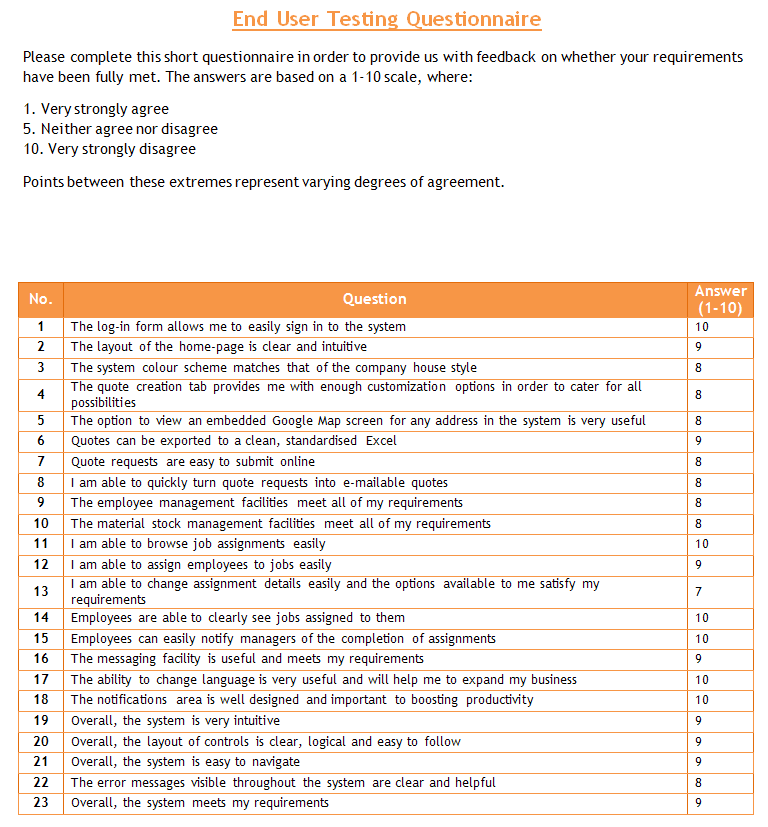 End User Testing Questionnaire
Please complete this short questionnaire in order to provide us with feedback on whether your requirements
have been fully met. The answers are based on a 1-10 scale, where:
1. Very strongly agree
5. Neither agree nor disagree
10. Very strongly disagree
Points between these extremes represent varying degrees of agreement.
No. Question Answer
(1-10)
1 The log-in form allows me to easily sign in to the system 10
2 The layout of the home-page is clear and intuitive 9
3 The system colour scheme matches that of the company house style 8
4 The quote creation tab provides me with enough customization options in order to cater for all
possibilities 8
5 The option to view an embedded Google Map screen for any address in the system is very useful 8
6 Quotes can be exported to a clean, standardised Excel 9
7 Quote requests are easy to submit online 8
8 I am able to quickly turn quote requests into e-mailable quotes 8
9 The employee management facilities meet all of my requirements 8
10 The material stock management facilities meet all of my requirements 8
11 I am able to browse job assignments easily 10
12 I am able to assign employees to jobs easily 9
13 I am able to change assignment details easily and the options available to me satisfy my
requirements 7
14 Employees are able to clearly see jobs assigned to them 10
15 Employees can easily notify managers of the completion of assignments 10
16 The messaging facility is useful and meets my requirements 9
17 The ability to change language is very useful and will help me to expand my business 10
18 The notifications area is well designed and important to boosting productivity 10
19 Overall, the system is very intuitive 9
20 Overall, the layout of controls is clear, logical and easy to follow 9
21 Overall, the system is easy to navigate 9
22 The error messages visible throughout the system are clear and helpful 8
23 Overall, the system meets my requirements 9